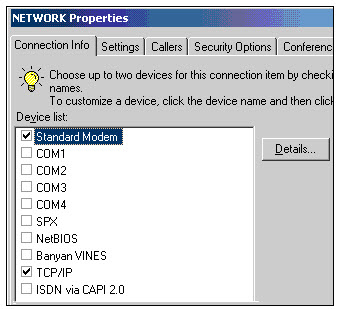 NETWORK Properties
Connection Info Settings Callers Security Options Conferenc
Choose up to two devices for this connection item by checki
names.
To customize a device, click the device name and then clicl
Device list:
Standard Modem
Details...
COM1
COM2
COM3
COM4
SPX
NetBIOS
Banyan VINES
TCP/IP
ISDN via CAPI 2.0